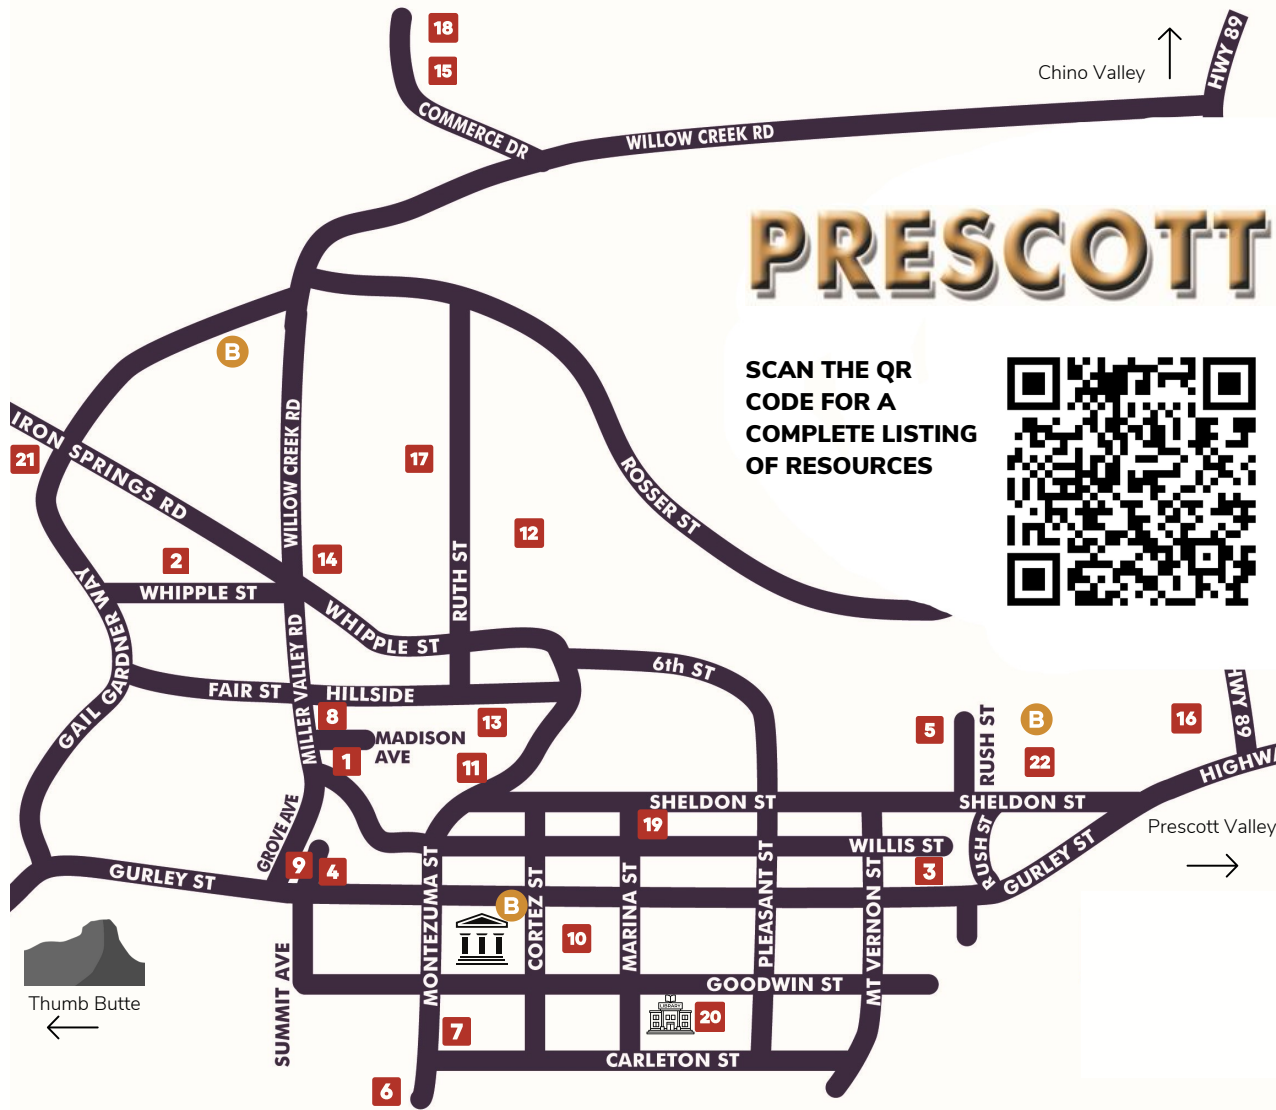 18
15
COMMERCE DR
WILLOW CREEK RD
Chino Valley
HWY 89
PRESCOTT
SCAN THE QR
CODE FOR A
COMPLETE LISTING
OF RESOURCES
B
IRON SPRINGS RD
21
WILLOW CREEK RD
17
12
ROSSER ST
2
14
WHIPPLE ST
WHIPPLE ST
RUTH ST
GAIL GARDNER WAY
MILLER VALLEY RD
FAIR ST
HILLSIDE
6th ST
8
13
MADISON
AVE
1
11
5
RUSH ST
B
22
16
HWY 89
HIGHWA
SHELDON ST
SHELDON ST
GROVE AVE
19
WILLIS ST
RUSH ST
GURLEY ST
Prescott Valley
9
4
3
GURLEY ST
MONTEZUMA ST
B
CORTEZ ST
MARINA ST
PLEASANT ST
MT VERNON ST
10
SUMMIT AVE
GOODWIN ST
Thumb Butte
LIBRARY
20
7
CARLETON ST
6